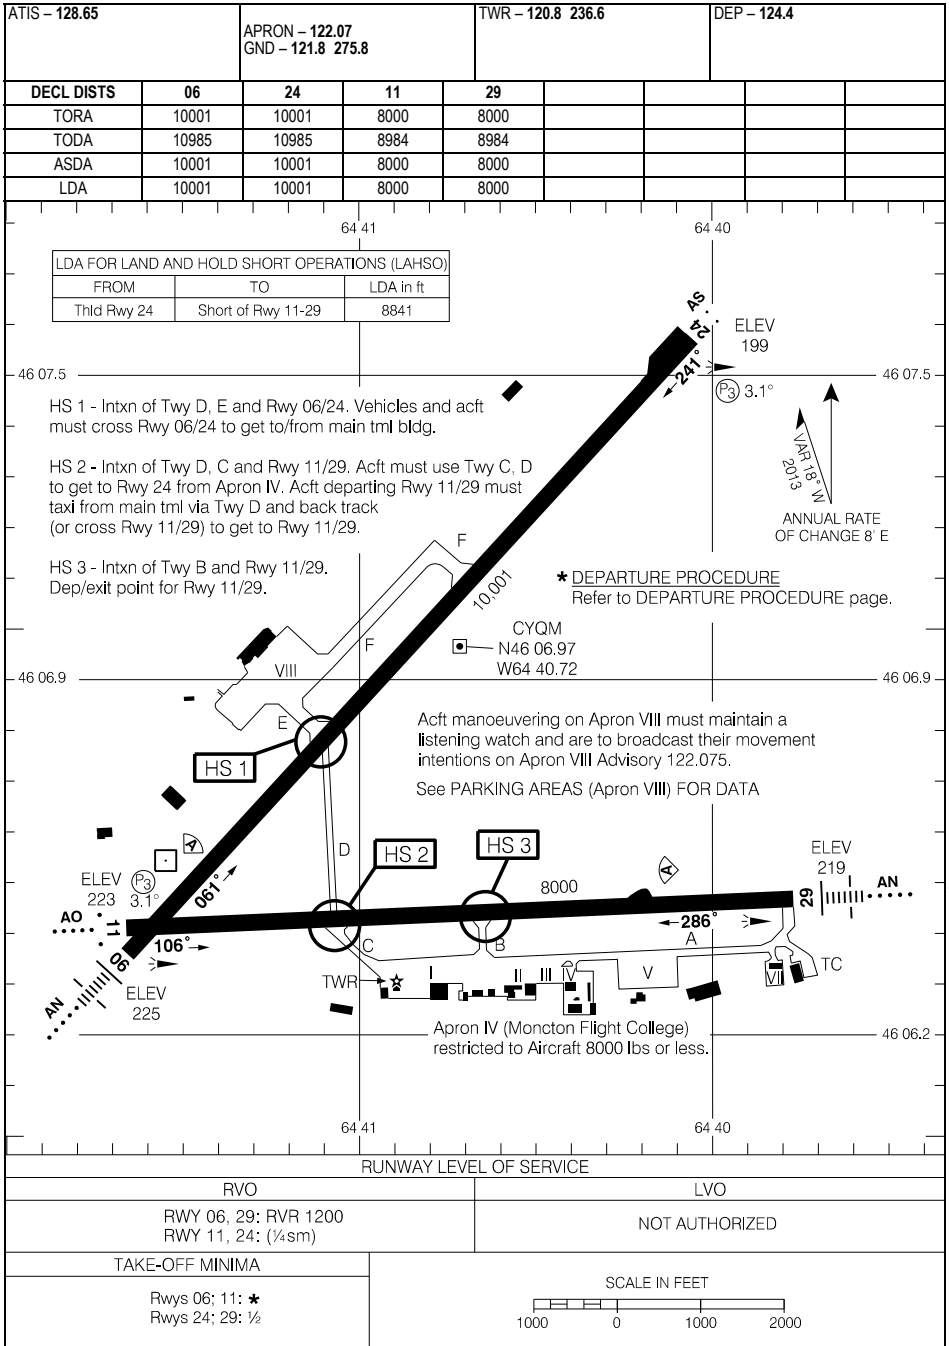 ATIS – 128.65
APRON – 122.07
GND – 121.8 275.8
TWR – 120.8 236.6
DEP – 124.4
DECL DISTS 06 24 11 29
TORA 10001 10001 8000 8000
TODA 10985 10985 8984 8984
ASDA 10001 10001 8000 8000
LDA 10001 10001 8000 8000
64 41 64 40
LDA FOR LAND AND HOLD SHORT OPERATIONS (LAHSO)
FROM TO LDA in ft
Thld Rwy 24 Short of Rwy 11-29 8841
AS
24
ELEV
199
241°
46 07.5 46 07.5
P3 3.1°
HS 1 - Intxn of Twy D, E and Rwy 06/24. Vehicles and acft
must cross Rwy 06/24 to get to/from main tml bldg.
HS 2 - Intxn of Twy D, C and Rwy 11/29. Acft must use Twy C, D
to get to Rwy 24 from Apron IV. Acft departing Rwy 11/29 must
taxi from main tml via Twy D and back track
(or cross Rwy 11/29) to get to Rwy 11/29.
HS 3 - Intxn of Twy B and Rwy 11/29.
Dep/exit point for Rwy 11/29.
VAR 18° W
2013
ANNUAL RATE
OF CHANGE 8' E
F
10,001
* DEPARTURE PROCEDURE
Refer to DEPARTURE PROCEDURE page.
CYQM
N46 06.97
W64 40.72
F
VIII
46 06.9 46 06.9
E
HS 1
Acft manoeuvring on Apron VIII must maintain a
listening watch and are to broadcast their movement
intentions on Apron VIII Advisory 122.075.
See PARKING AREAS (Apron VIII) FOR DATA
A
D
HS 2
HS 3
A
ELEV
219
ELEV
223
P3
3.1°
061°
8000
29
AN
AO
11
106°
286°
06
C
B
A
AN
ELEV
225
TWR
I II III IV V VII
TC
Apron IV (Moncton Flight College)
restricted to Aircraft 8000 lbs or less.
46 06.2
64 41 64 40
RUNWAY LEVEL OF SERVICE
RVO
LVO
RWY 06, 29: RVR 1200
RWY 11, 24: (¼sm)
NOT AUTHORIZED
TAKE-OFF MINIMA
Rwys 06; 11: *
Rwys 24; 29: ½
SCALE IN FEET
1000 0 1000 2000